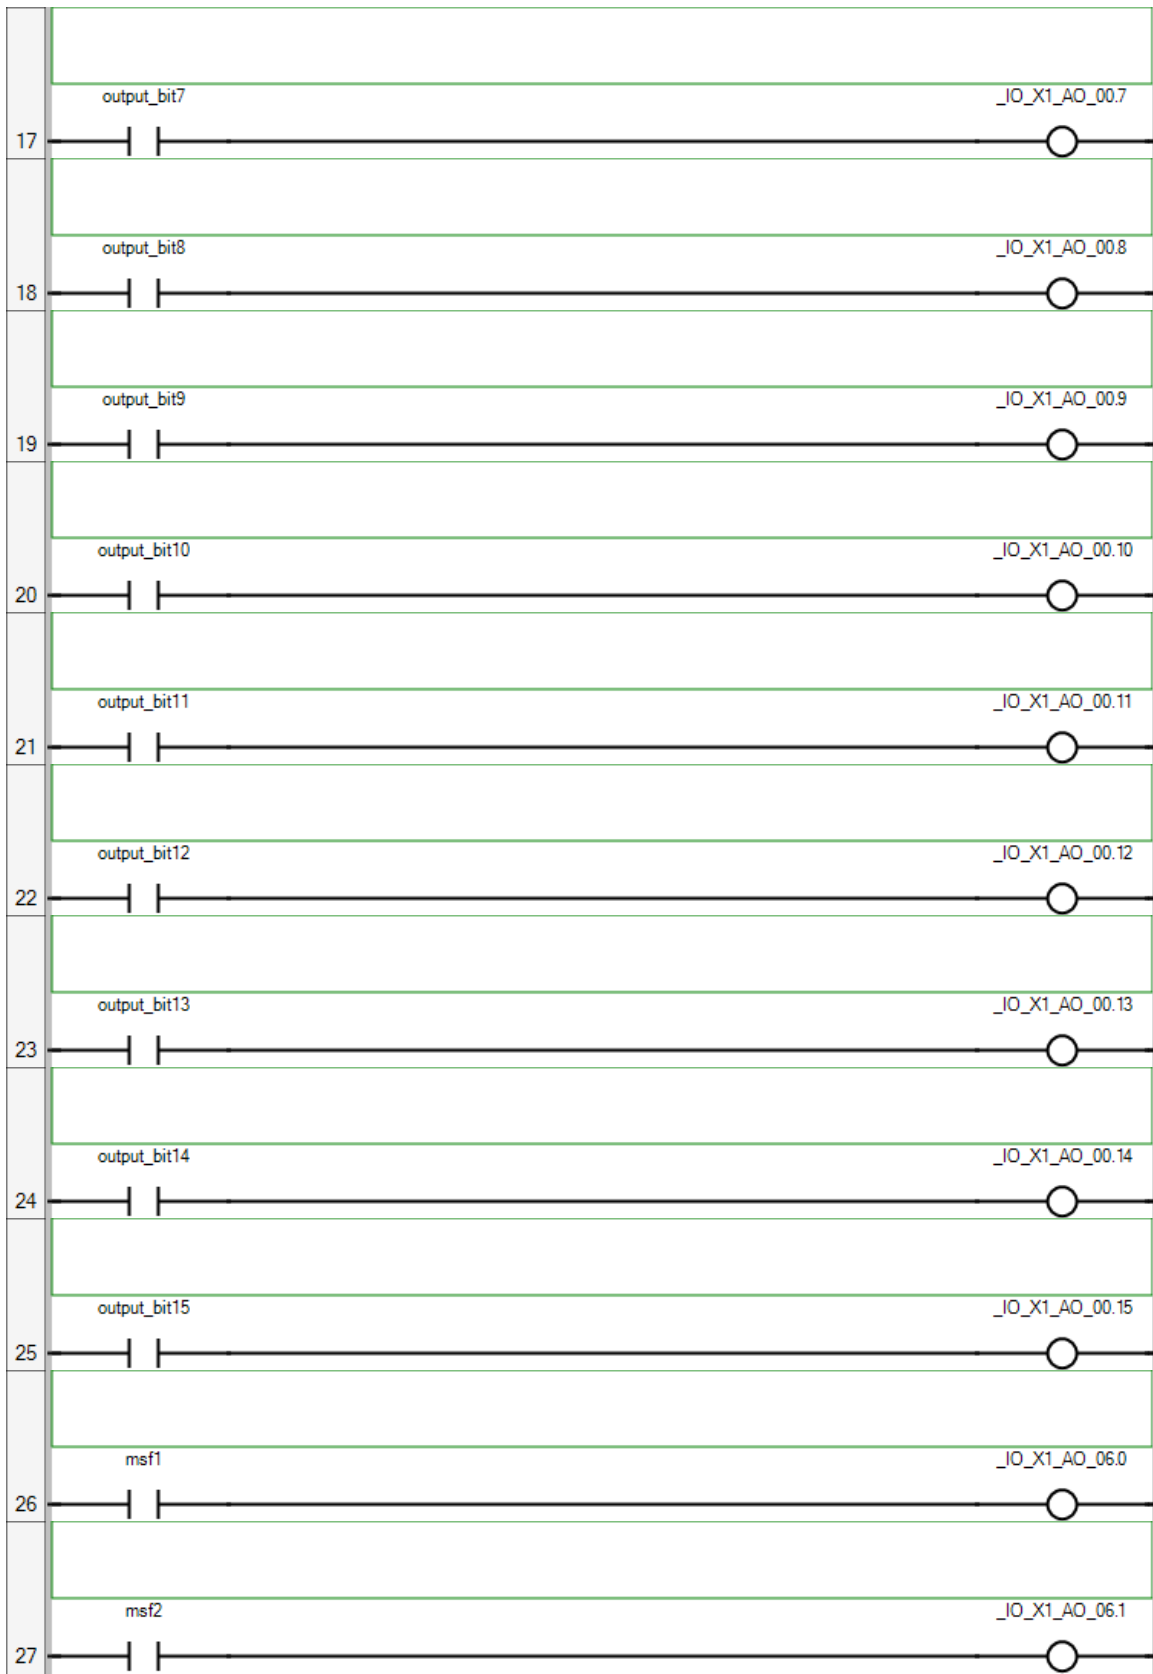 output_bit7 _IO_X1_AO_00.7
17
output_bit8 _IO_X1_AO_00.8
18
output_bit9 _IO_X1_AO_00.9
19
output_bit10 _IO_X1_AO_00.10
20
output_bit11 _IO_X1_AO_00.11
21
output_bit12 _IO_X1_AO_00.12
22
output_bit13 _IO_X1_AO_00.13
23
output_bit14 _IO_X1_AO_00.14
24
output_bit15 _IO_X1_AO_00.15
25
msf1 _IO_X1_AO_06.0
26
msf2 _IO_X1_AO_06.1
27